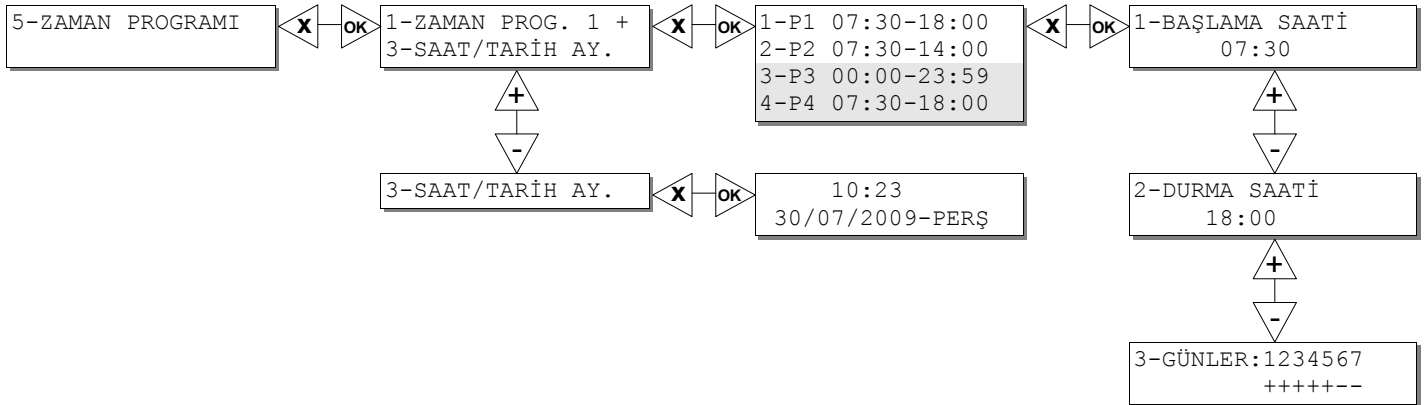 5-ZAMAN PROGRAMI
X
OK
1-ZAMAN PROG. 1 +
3-SAAT/TARİH AY.
X
OK
1-P1 07:30-18:00
2-P2 07:30-14:00
3-P3 00:00-23:59
4-P4 07:30-18:00
X
OK
1-BAŞLAMA SAATİ
07:30
+
-
+
-
3-SAAT/TARİH AY.
X
OK
10:23
30/07/2009-PERŞ
2-DURMA SAATİ
18:00
+
-
3-GÜNLER:1234567
+++++--